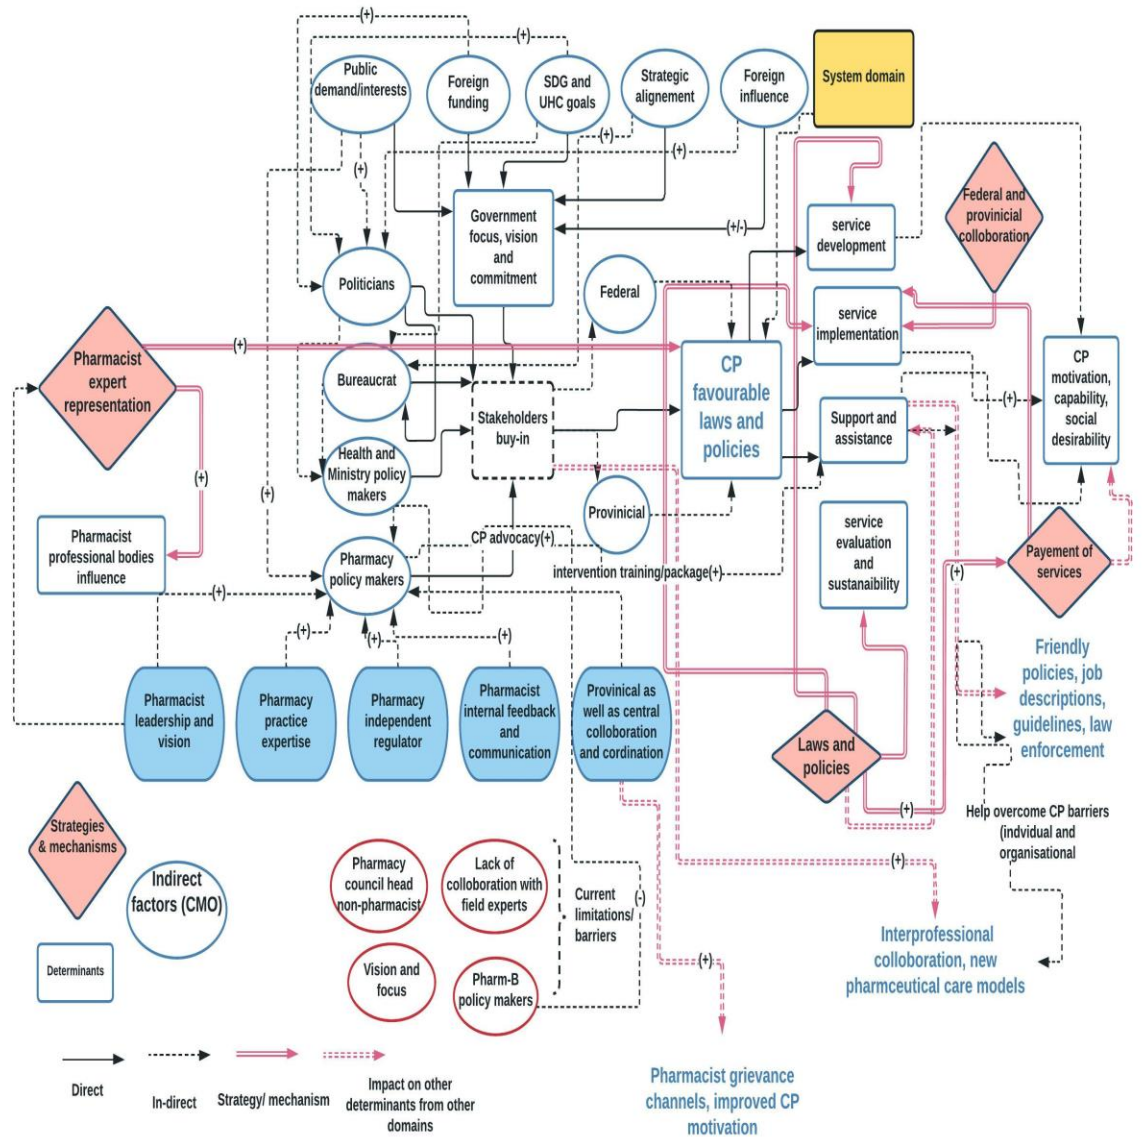 (+)
(+)
Public
demand/interests
Foreign
funding
SDG and
UHC goals
Strategic
alignement
Foreign
influence
System domain
(+)
(+)
(+)
Government
focus, vision
and
commitment
(+/-)
service
development
Federal and
provinicial
colloboration
Politicians
Federal
service
implementation
Pharmacist
expert
representation
(+)
Bureaucrat
Stakeholders
buy-in
CP
favourable
laws and
policies
CP
motivation,
capability,
social
desirability
(+)
Support and
assistance
Health and
Ministry policy
makers
(+)
(+)
Provinicial
Pharmacist
professional bodies
influence
CP advocacy(+)
Pharmacy
policy makers
intervention training/package(+)
service
evaluation
and
sustanaibility
Payement of
services
(+)
(+)
(+)
(+)
(+)
Pharmacist
leadership and
vision
Pharmacy
practice
expertise
Pharmacy
independent
regulator
Pharmacist
internal feedback
and
communication
Provinical as
well as central
colloboration
and cordination
Friendly
policies, job
descriptions,
guidelines, law
enforcement
Laws and
policies
(+)
Help overcome CP barriers
(indvidual and
organisational
Strategies
& mechanisms
Indirect
factors (CMO)
Determinants
Pharmacy
council head
non-pharmacist
Lack of
colloboration with
field experts
Vision and
focus
Pharm-B
policy makers
Current
limitations/
barriers
(-)
(+)
(+)
Interprofessional
colloboration, new
pharmceutical care models
Pharmacist grievance
channels, improved CP
motivation
Direct
In-direct
Strategy/ mechanism
Impact on other
determinants from other
domains